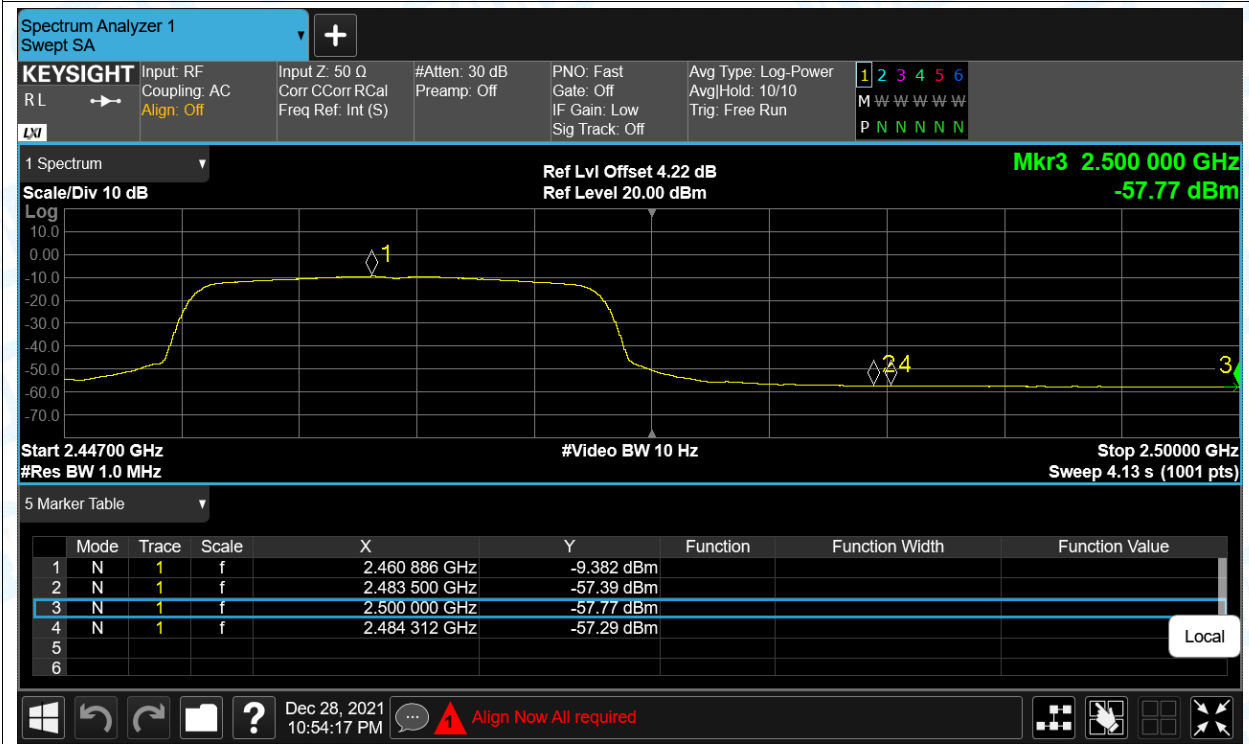 Spectrum Analyzer 1
Swept SA
KEYSIGHT
R L
LXI
Input: RF
Coupling: AC
Align: Off
Input Z: 50 Ω
Corr CCorr RCal
Freq Ref: Int (S)
#Atten: 30 dB
Preamp: Off
PNO: Fast
Gate: Off
IF Gain: Low
Sig Track: Off
Avg Type: Log-Power
Avg|Hold: 10/10
Trig: Free Run
1 2 3 4 5 6
M W W W W W
P N N N N N
1 Spectrum
Scale/Div 10 dB
Ref Lvl Offset 4.22 dB
Ref Level 20.00 dBm
Mkr3 2.500 000 GHz
-57.77 dBm
Log
10.0
0.00
-10.0
-20.0
-30.0
-40.0
-50.0
-60.0
-70.0
1
2
4
3
Start 2.44700 GHz
#Res BW 1.0 MHz
#Video BW 10 Hz
Stop 2.50000 GHz
Sweep 4.13 s (1001 pts)
5 Marker Table
Mode Trace Scale X Y Function Function Width Function Value
1 N 1 f 2.460 886 GHz -9.382 dBm
2 N 1 f 2.483 500 GHz -57.39 dBm
3 N 1 f 2.500 000 GHz -57.77 dBm
4 N 1 f 2.484 312 GHz -57.29 dBm
5
6
Local
?
Dec 28, 2021
10:54:17 PM
1
Align Now All required